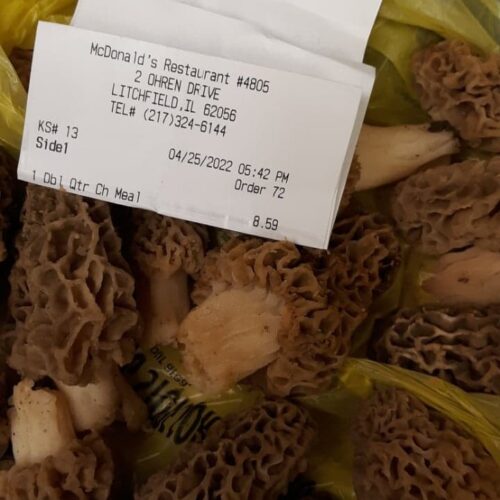 McDonald's Restaurant #4805
2 OHREN DRIVE
LITCHFIELD,IL 62056
TEL# (217)324-6144
KS# 13
04/25/2022 05:42 PM
Side1
Order 72
1 Dbl Qtr Ch Meal
8.59